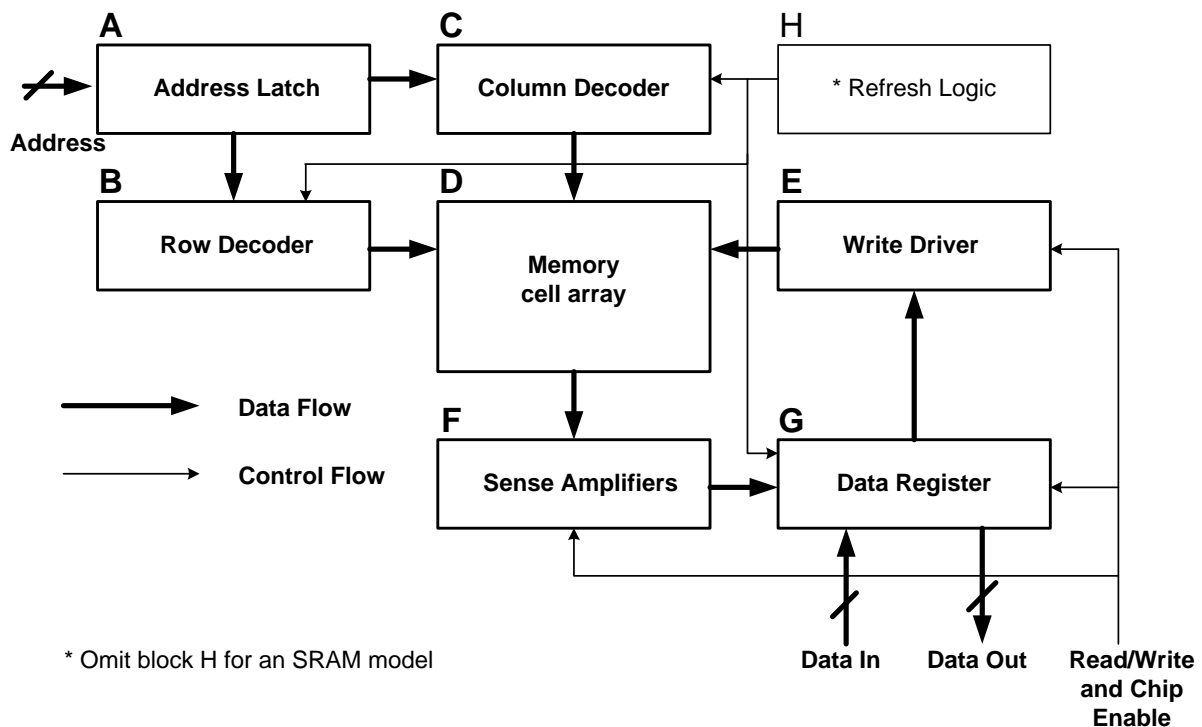 A
C
H
Address Latch
Column Decoder
* Refresh Logic
Address
B
D
E
Row Decoder
Memory
cell array
Write Driver
Data Flow
Control Flow
F
G
Sense Amplifiers
Data Register
* Omit block H for an SRAM model
Data In
Data Out
Read/Write
and Chip
Enable